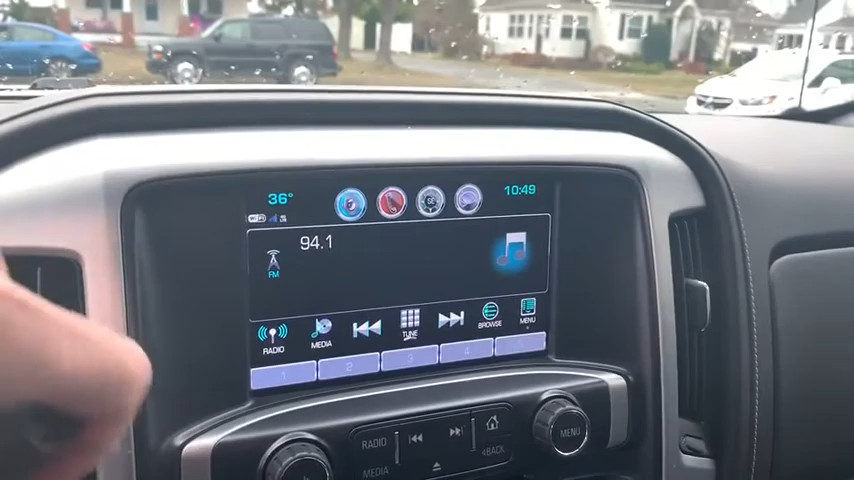 36° 10:49
94.1
FM
RADIO MEDIA TUNE BROWSE MENU
1 2 3 4 5
RADIO
MEDIA BACK
MENU